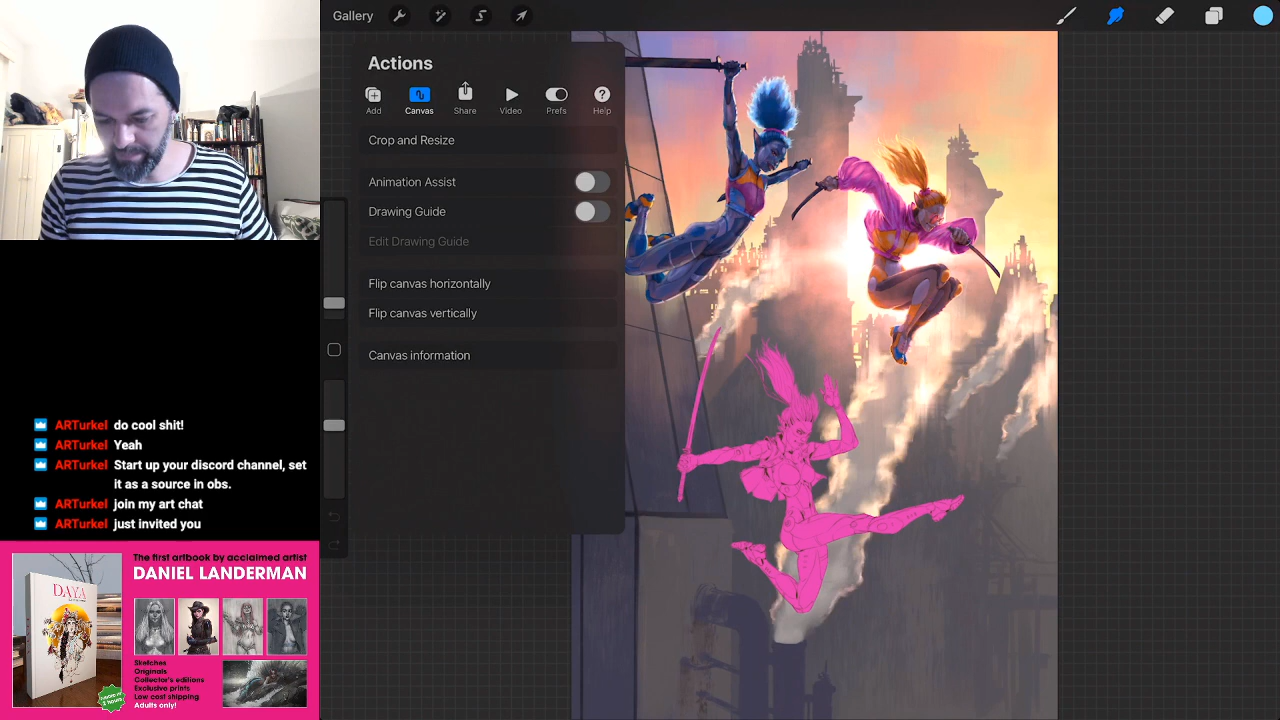 Gallery
Actions
Add
Canvas
Share
Video
Prefs
Help
Crop and Resize
Animation Assist
Drawing Guide
Edit Drawing Guide
Flip canvas horizontally
Flip canvas vertically
Canvas information
ARTurkel do cool shit!
ARTurkel Yeah
ARTurkel Start up your discord channel, set
it as a source in obs.
ARTurkel join my art chat
ARTurkel just invited you
The first artbook by acclaimed artist
DANIEL LANDERMAN
DAYA
Sketches
Originals
Collector's editions
Exclusive prints
Low cost shipping
Adults only!